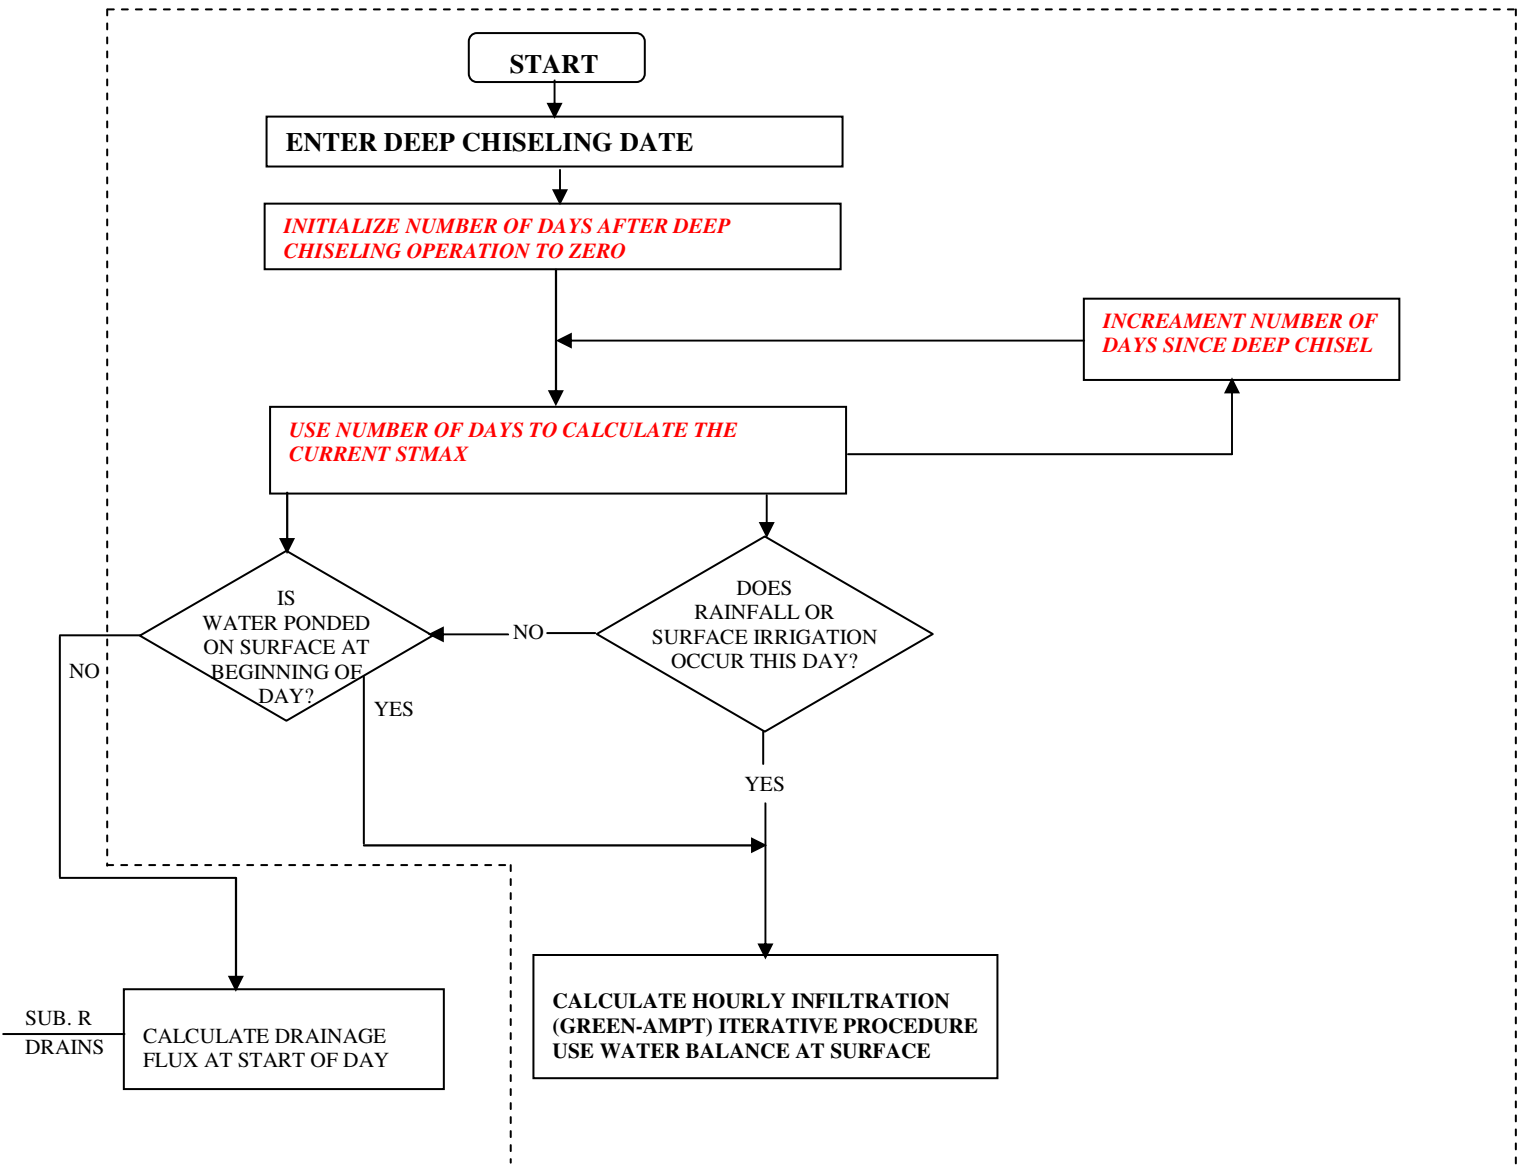 START
ENTER DEEP CHISELING DATE
INITIALIZE NUMBER OF DAYS AFTER DEEP
CHISELING OPERATION TO ZERO
INCREAMENT NUMBER OF
DAYS SINCE DEEP CHISEL
USE NUMBER OF DAYS TO CALCULATE THE
CURRENT STMAX
IS
WATER PONDED
ON SURFACE AT
BEGINNING OF
DAY?
DOES
RAINFALL OR
SURFACE IRRIGATION
OCCUR THIS DAY?
NO
NO
YES
YES
SUB. R
DRAINS
CALCULATE DRAINAGE
FLUX AT START OF DAY
CALCULATE HOURLY INFILTRATION
(GREEN-AMPT) ITERATIVE PROCEDURE
USE WATER BALANCE AT SURFACE